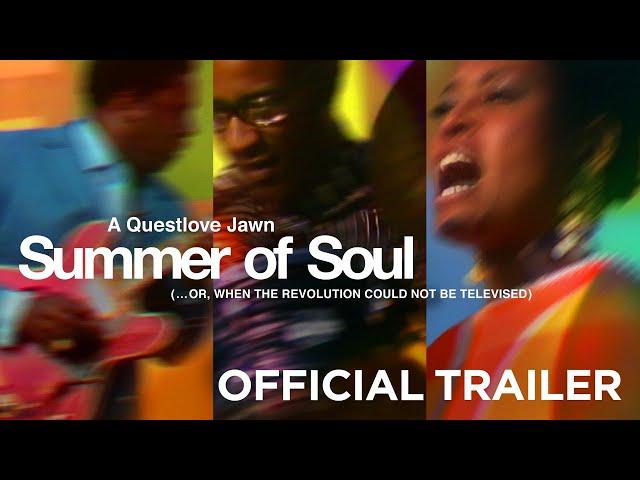 A Questlove Jawn
Summer of Soul
(...OR, WHEN THE REVOLUTION COULD NOT BE TELEVISED)
OFFICIAL TRAILER